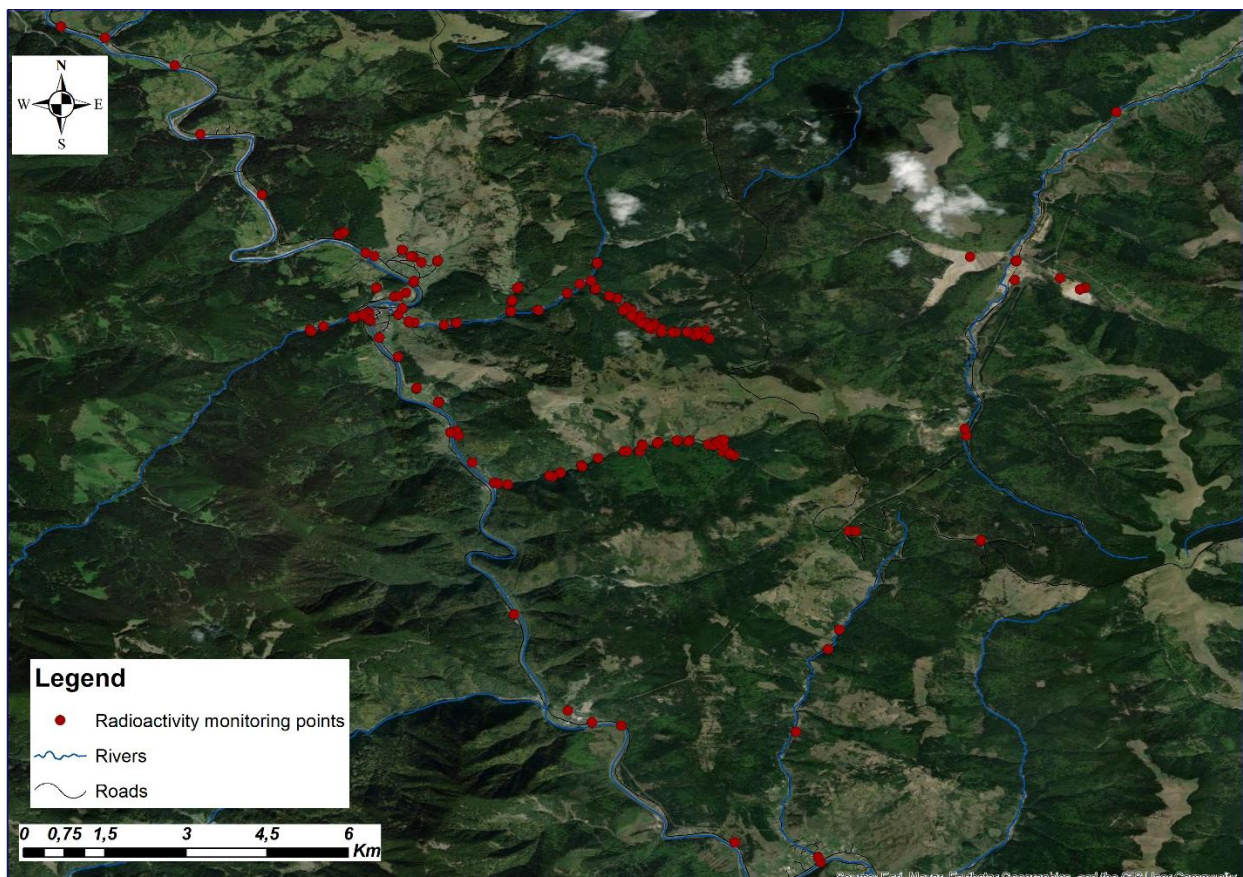 N
W E
S
Legend
Radioactivity monitoring points
Rivers
Roads
0 0,75 1,5 3 4,5 6
Km